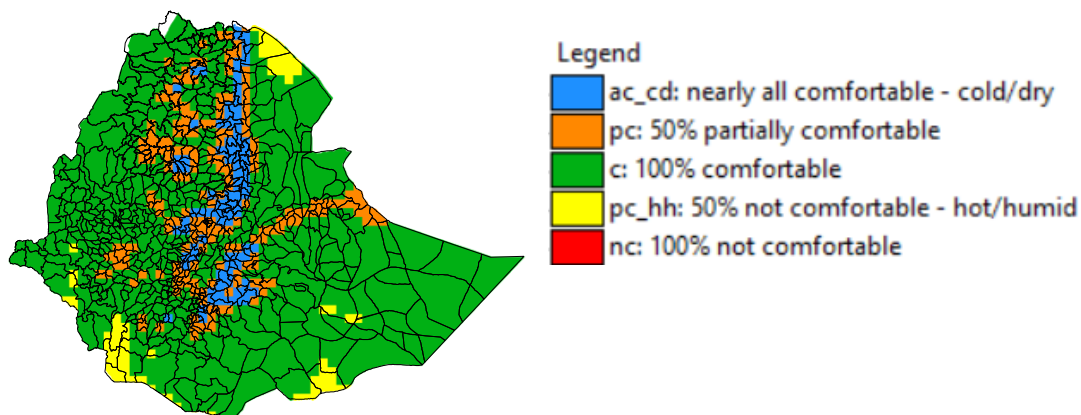 Legend
ac_cd: nearly all comfortable - cold/dry
pc: 50% partially comfortable
c: 100% comfortable
pc_hh: 50% not comfortable - hot/humid
nc: 100% not comfortable